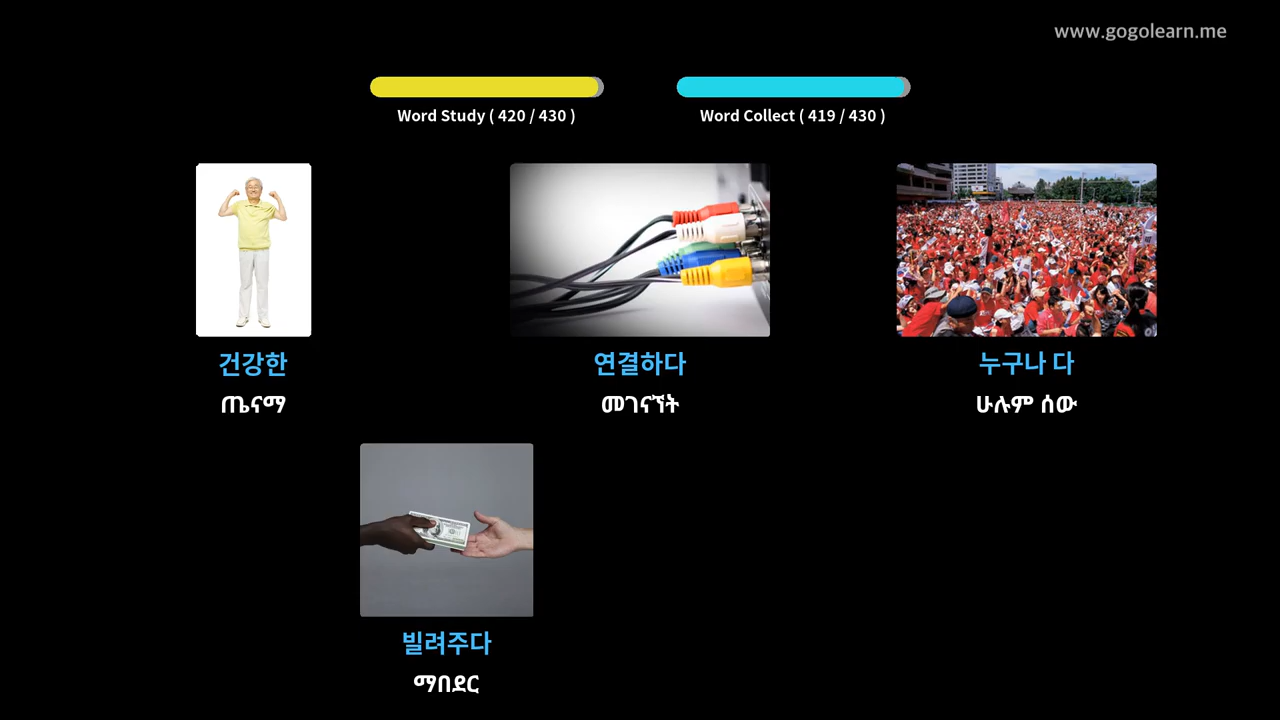 www.gogolearn.me
Word Study ( 420 / 430 )
Word Collect ( 419 / 430 )
건강한
ጤናማ
연결하다
መገናኘት
누구나 다
ሁሉም ሰው
빌려주다
ማበደር